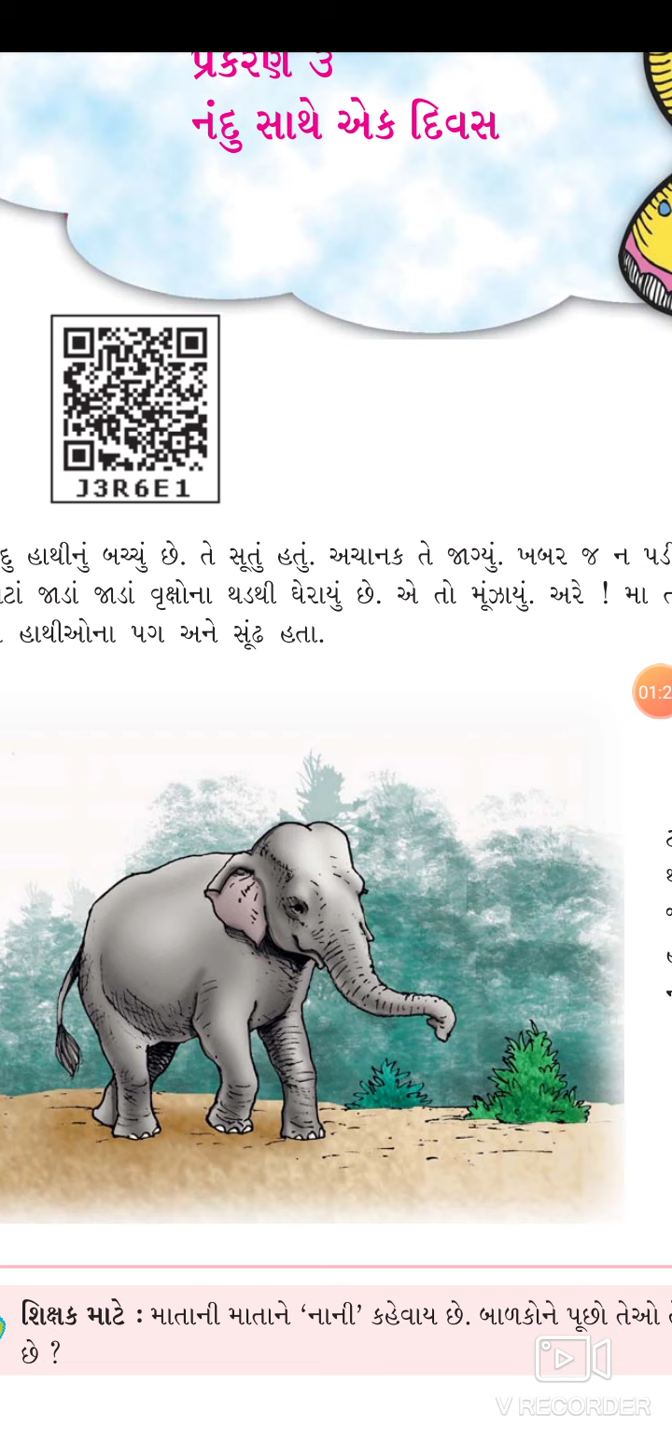 પ્રકરણ ૩
નંદુ સાથે એક દિવસ
J3R6E1
હાથીનું બચ્ચું છે. તે સૂતું હતું. અચાનક તે જાગ્યું. ખબર જ ન
જાડાં જાડાં વૃક્ષોના થડથી ઘેરાયું છે. એ તો મૂંઝાયું. અરે ! મા
હાથીઓના પગ અને સૂંઢ હતા.
01:2
શિક્ષક માટે : માતાની માતાને ‘નાની’ કહેવાય છે. બાળકોને પૂછો તેઓ
છે ?
V RECORDER